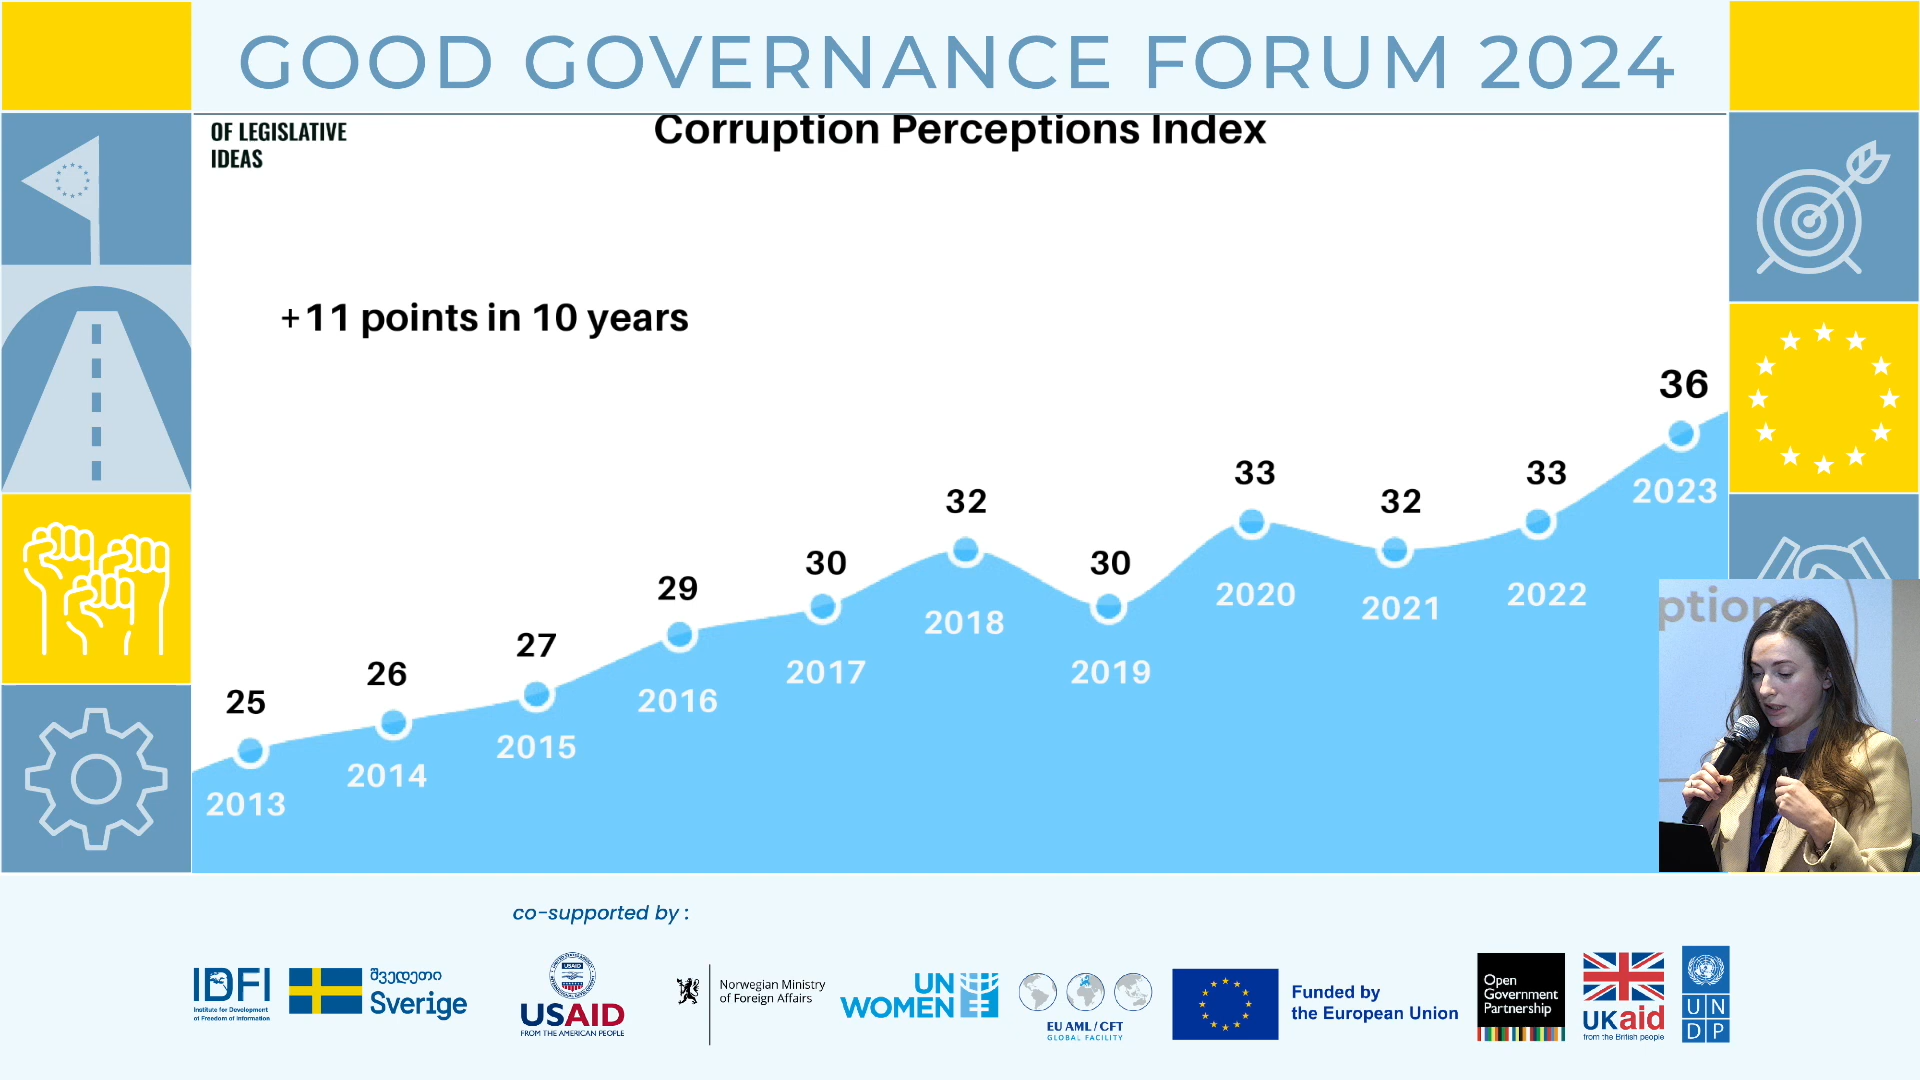 GOOD GOVERNANCE FORUM 2024
OF LEGISLATIVE
IDEAS
Corruption Perceptions Index
+11 points in 10 years
25
26
27
29
30
32
30
33
32
33
36
2013
2014
2015
2016
2017
2018
2019
2020
2021
2022
2023
ption
co-supported by :
IDFI
Institute for Development
of Freedom of Information
შვედეთი
Sverige
USAID
USAID
FROM THE AMERICAN PEOPLE
Norwegian Ministry
of Foreign Affairs
UN
WOMEN
EU AML / CFT
GLOBAL FACILITY
Funded by
the European Union
Open
Government
Partnership
UKaid
from the British people
U N
D P